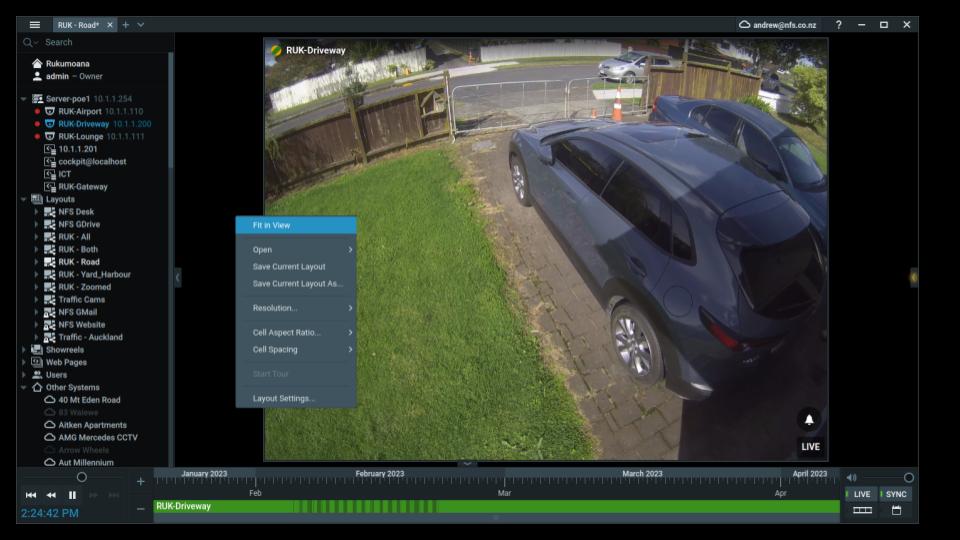 RUK - Road*
andrew@nfs.co.nz
?
Search
Rukumoana
admin – Owner
Server-poe1 10.1.1.254
RUK-Airport 10.1.1.110
RUK-Driveway 10.1.1.200
RUK-Lounge 10.1.1.111
10.1.1.201
cockpit@localhost
ICT
RUK-Gateway
Layouts
NFS Desk
NFS GDrive
RUK - All
RUK - Both
RUK - Road
RUK - Yard_Harbour
RUK - Zoomed
Traffic Cams
NFS GMail
NFS Website
Traffic - Auckland
Showreels
Web Pages
Users
Other Systems
40 Mt Eden Road
83 Waiewe
Aitken Apartments
AMG Mercedes CCTV
Arrow Wheels
Aut Millennium
RUK-Driveway
Fit in View
Open
Save Current Layout
Save Current Layout As...
Resolution...
Cell Aspect Ratio...
Cell Spacing
Start Tour
Layout Settings...
LIVE
January 2023 February 2023 March 2023 April 2023
Feb Mar Apr
RUK-Driveway
2:24:42 PM
LIVE SYNC